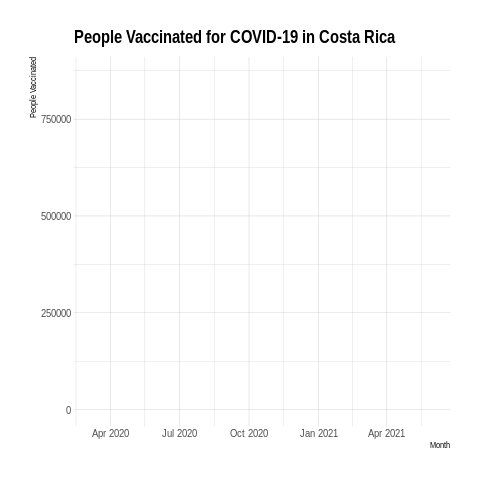 People Vaccinated for COVID-19 in Costa Rica
People Vaccinated
750000
500000
250000
0
Apr 2020 Jul 2020 Oct 2020 Jan 2021 Apr 2021
Month